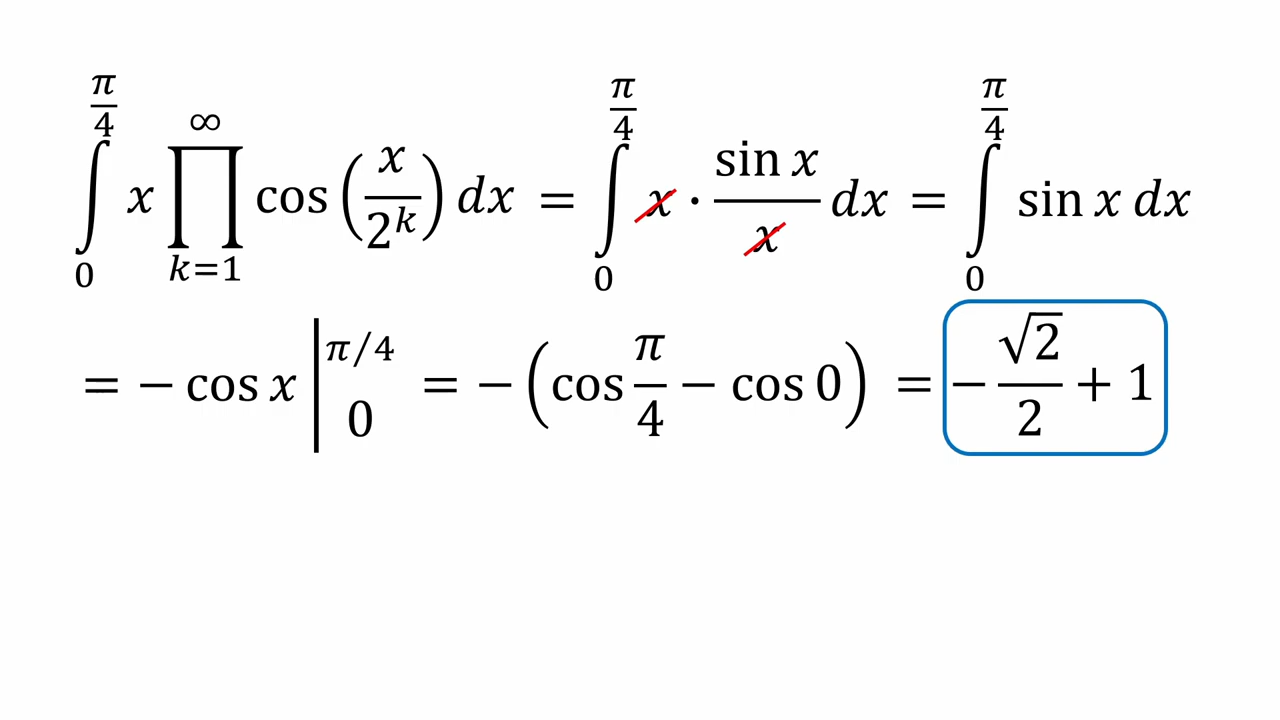 ∫₀^{π/4} x ∏_{k=1}^{∞} cos(x/2^k) dx = ∫₀^{π/4} x · (sin x)/x dx = ∫₀^{π/4} sin x dx
= − cos x |₀^{π/4} = −(cos π/4 − cos 0) = −√2/2 + 1